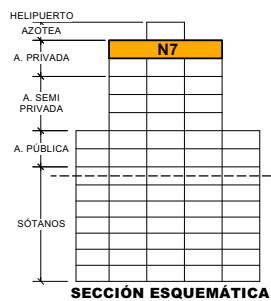 HELIPUERTO
AZOTEA
N7
A. PRIVADA
A. SEMI
PRIVADA
A. PÚBLICA
SÓTANOS
SECCIÓN ESQUEMÁTICA